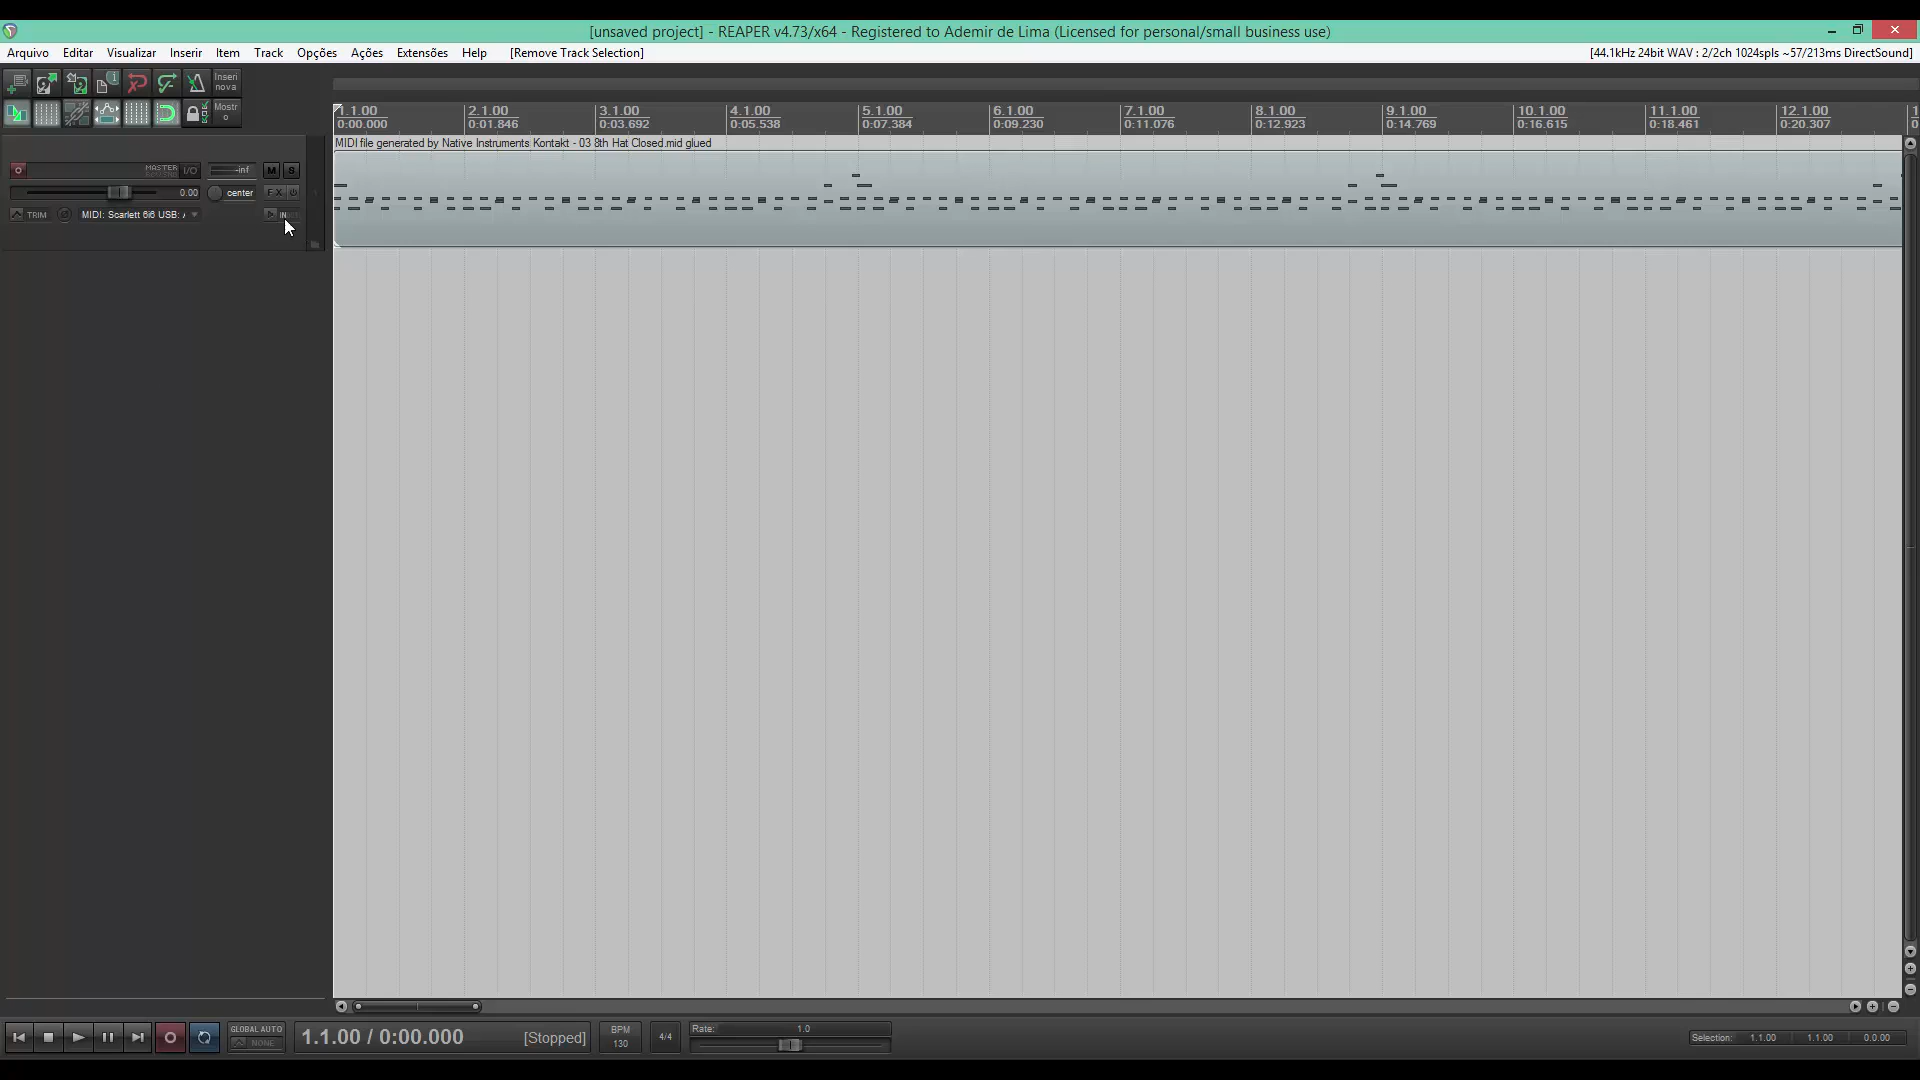 [unsaved project] - REAPER v4.73/x64 - Registered to Ademir de Lima (Licensed for personal/small business use)
Arquivo Editar Visualizar Inserir Item Track Opções Ações Extensões Help [Remove Track Selection] [44.1kHz 24bit WAV : 2/2ch 1024spls ~57/213ms DirectSound]
Inseri
nova
Mostr
o
1.1.00 2.1.00 3.1.00 4.1.00 5.1.00 6.1.00 7.1.00 8.1.00 9.1.00 10.1.00 11.1.00 12.1.00 1
0:00.000 0:01.846 0:03.692 0:05.538 0:07.384 0:09.230 0:11.076 0:12.923 0:14.769 0:16.615 0:18.461 0:20.307 0
MIDI file generated by Native Instruments Kontakt - 03 8th Hat Closed.mid glued
MASTER I/O -inf M S
0.00 center FX
TRIM MIDI: Scarlett 6i6 USB: / IN
GLOBAL AUTO
NONE
1.1.00 / 0:00.000 [Stopped]
BPM
130
4/4
Rate: 1.0
Selection: 1.1.00 1.1.00 0.0.00